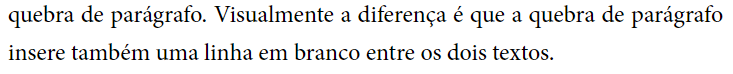 quebra de parágrafo. Visualmente a diferença é que a quebra de parágrafo
insere também uma linha em branco entre os dois textos.